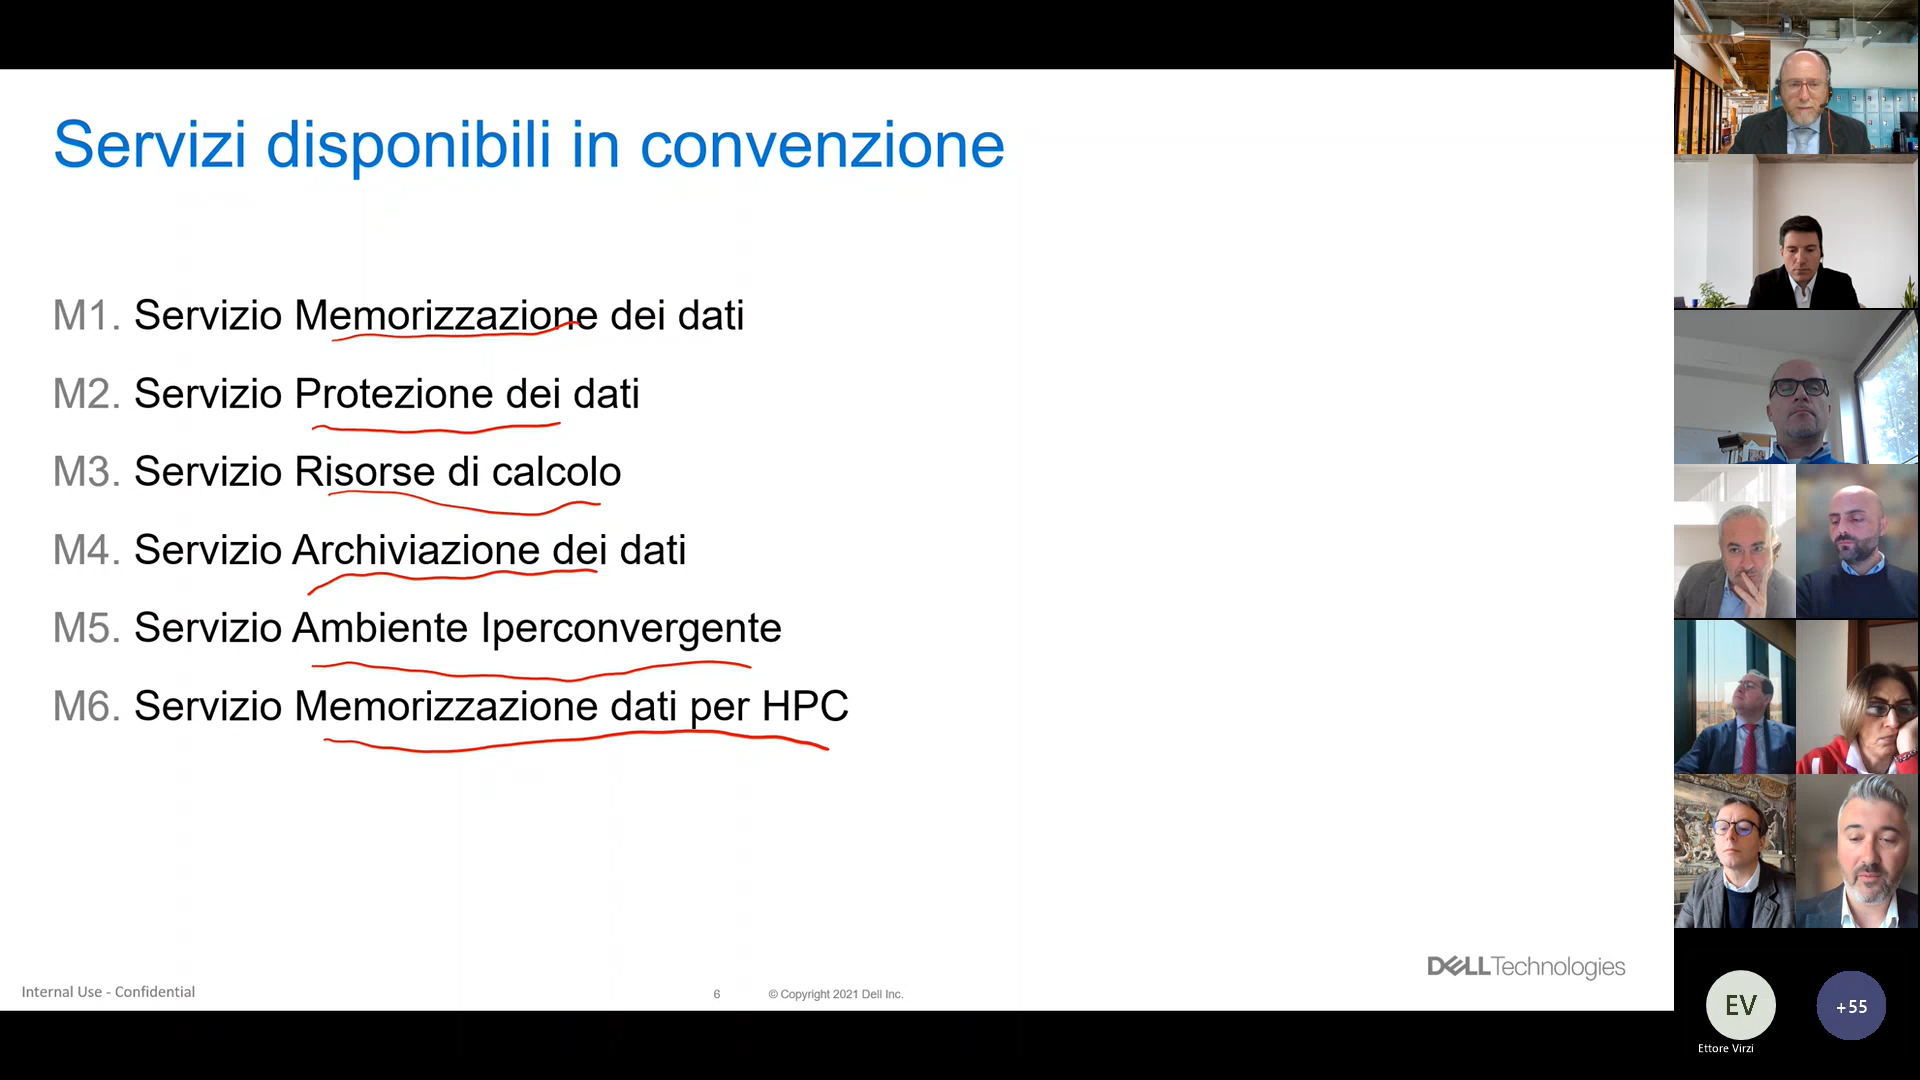 Servizi disponibili in convenzione
M1. Servizio Memorizzazione dei dati
M2. Servizio Protezione dei dati
M3. Servizio Risorse di calcolo
M4. Servizio Archiviazione dei dati
M5. Servizio Ambiente Iperconvergente
M6. Servizio Memorizzazione dati per HPC
DELLTechnologies
Internal Use - Confidential
6
© Copyright 2021 Dell Inc.
EV
+55
Ettore Virzi